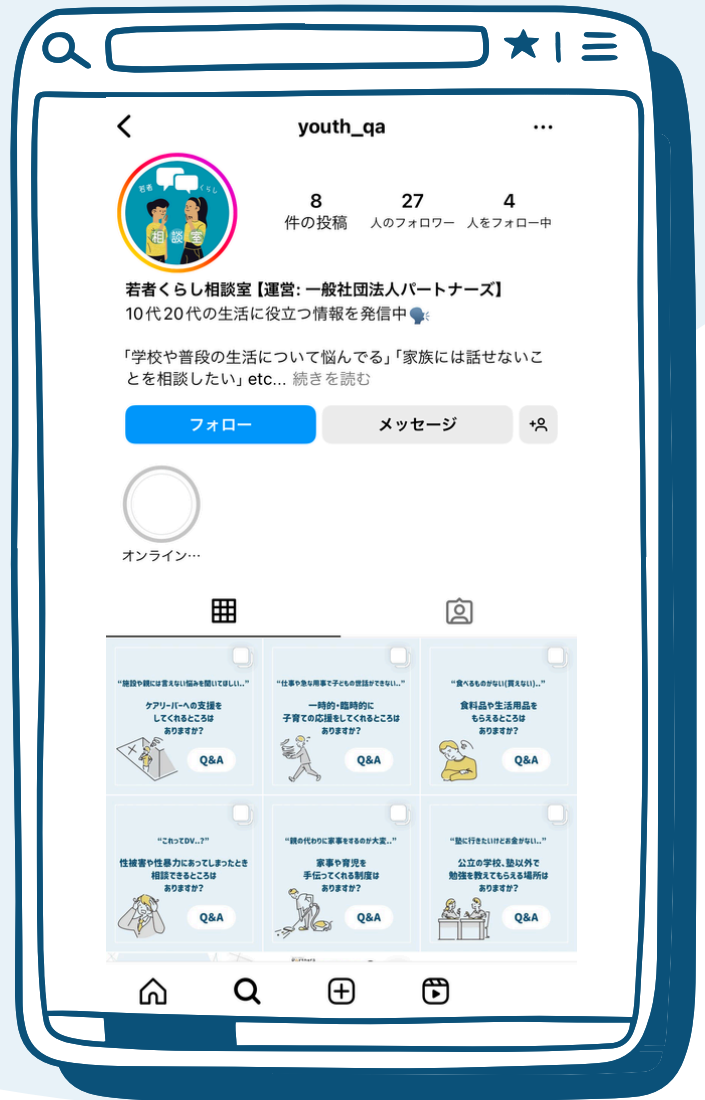 youth_qa
若者
くらし
相談室
8
27
4
件の投稿
人のフォロワー
人をフォロー中
若者くらし相談室【運営: 一般社団法人パートナーズ】
10代20代の生活に役立つ情報を発信中
「学校や普段の生活について悩んでる」「家族には話せないこ
とを相談したい」etc... 続きを読む
フォロー
メッセージ
オンライン…
“施設や親には言えない悩みを聞いてほしい..”
ケアリーバーへの支援を
してくれるところは
ありますか?
Q&A
“仕事や急な用事で子どもの世話ができない..”
一時的・臨時的に
子育ての応援をしてくれるところは
ありますか?
Q&A
“食べるものがない(買えない)..”
食料品や生活用品を
もらえるところは
ありますか?
Q&A
“これってDV..?”
性被害や性暴力にあってしまったとき
相談できるところは
ありますか?
Q&A
“親の代わりに家事をするのが大変..”
家事や育児を
手伝ってくれる制度は
ありますか?
Q&A
“塾に行きたいけどお金がない..”
公立の学校、塾以外で
勉強を教えてもらえる場所は
ありますか?
Q&A